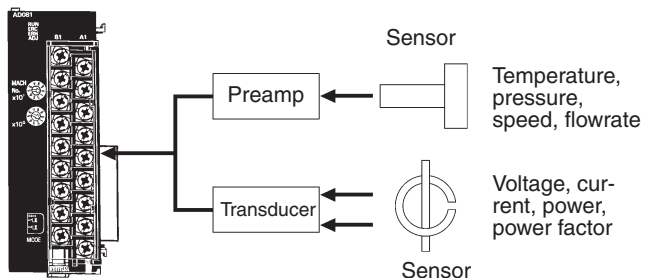 AD081
RUN
ERC
ERH
ADJ
B1 A1
MACH
No.
x10¹
x10⁰
MODE
Sensor
Preamp
Temperature,
pressure,
speed, flowrate
Transducer
Voltage, cur-
rent, power,
power factor
Sensor